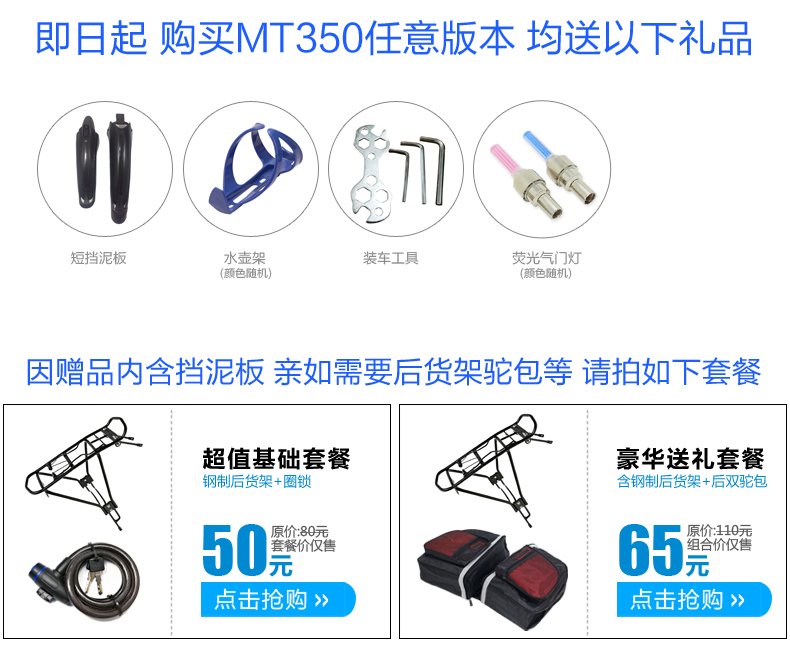 即日起 购买MT350任意版本 均送以下礼品
短挡泥板
水壶架
(颜色随机)
装车工具
荧光气门灯
(颜色随机)
因赠品内含挡泥板 亲如需要后货架驼包等 请拍如下套餐
超值基础套餐
钢制后货架+圈锁
50元
原价:80元
套餐价仅售
点击抢购 »
豪华送礼套餐
含钢制后货架+后双驼包
65元
原价:110元
组合价仅售
点击抢购 »